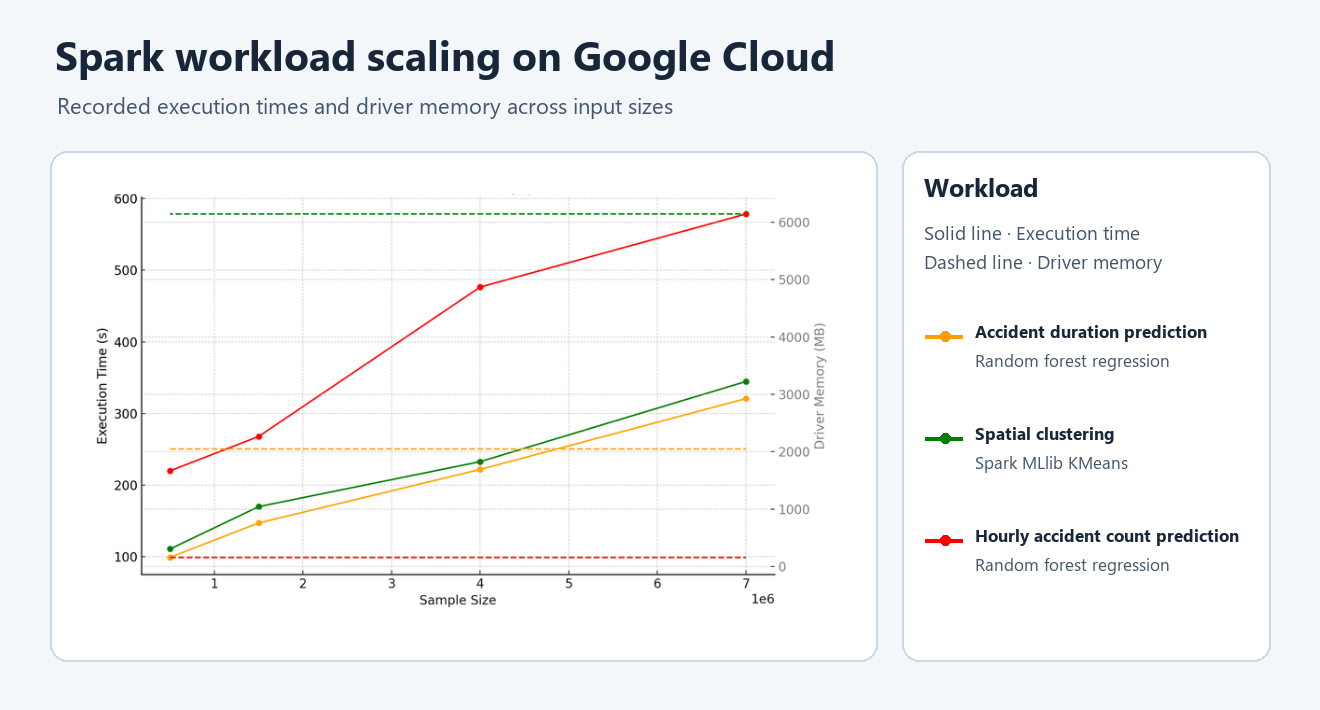 Spark workload scaling on Google Cloud
Recorded execution times and driver memory across input sizes
600
500
400
300
200
100
Execution Time (s)
1
2
3
4
5
6
7
1e6
Sample Size
6000
5000
4000
3000
2000
1000
0
Driver Memory (MB)
Workload
Solid line · Execution time
Dashed line · Driver memory
Accident duration prediction
Random forest regression
Spatial clustering
Spark MLlib KMeans
Hourly accident count prediction
Random forest regression